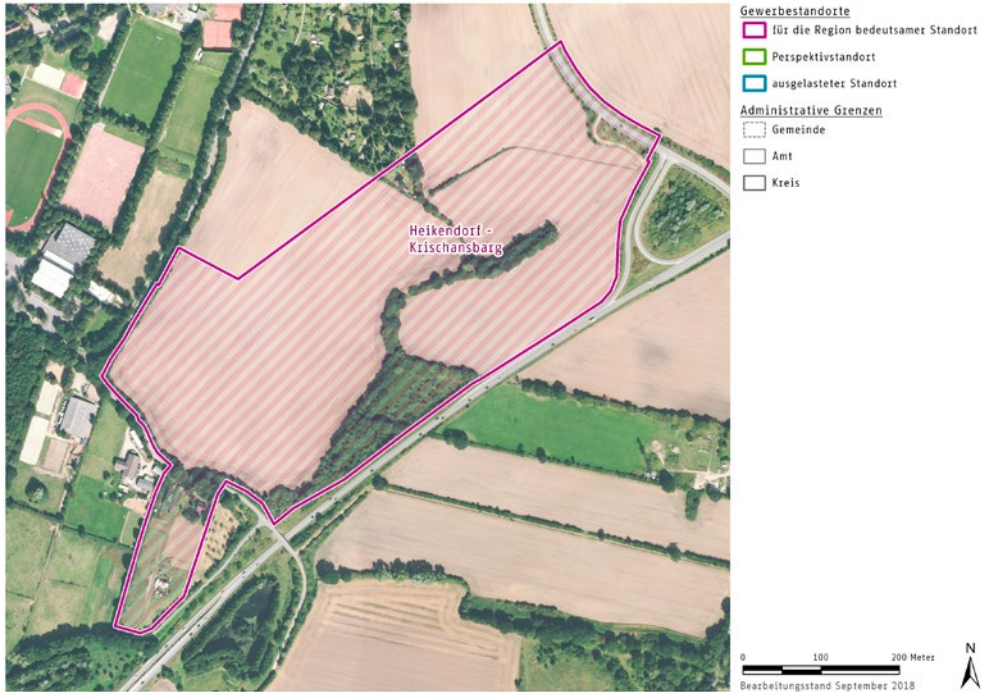 Gewerbestandorte
für die Region bedeutsamer Standort
Perspektivstandort
ausgelasteter Standort
Administrative Grenzen
Gemeinde
Amt
Kreis
Heikendorf -
Krischansbarg
N
0 100 200 Meter
Bearbeitungsstand September 2018